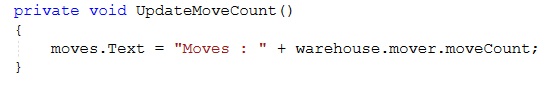 private void UpdateMoveCount()
{
    moves.Text = "Moves : " + warehouse.mover.moveCount;
}